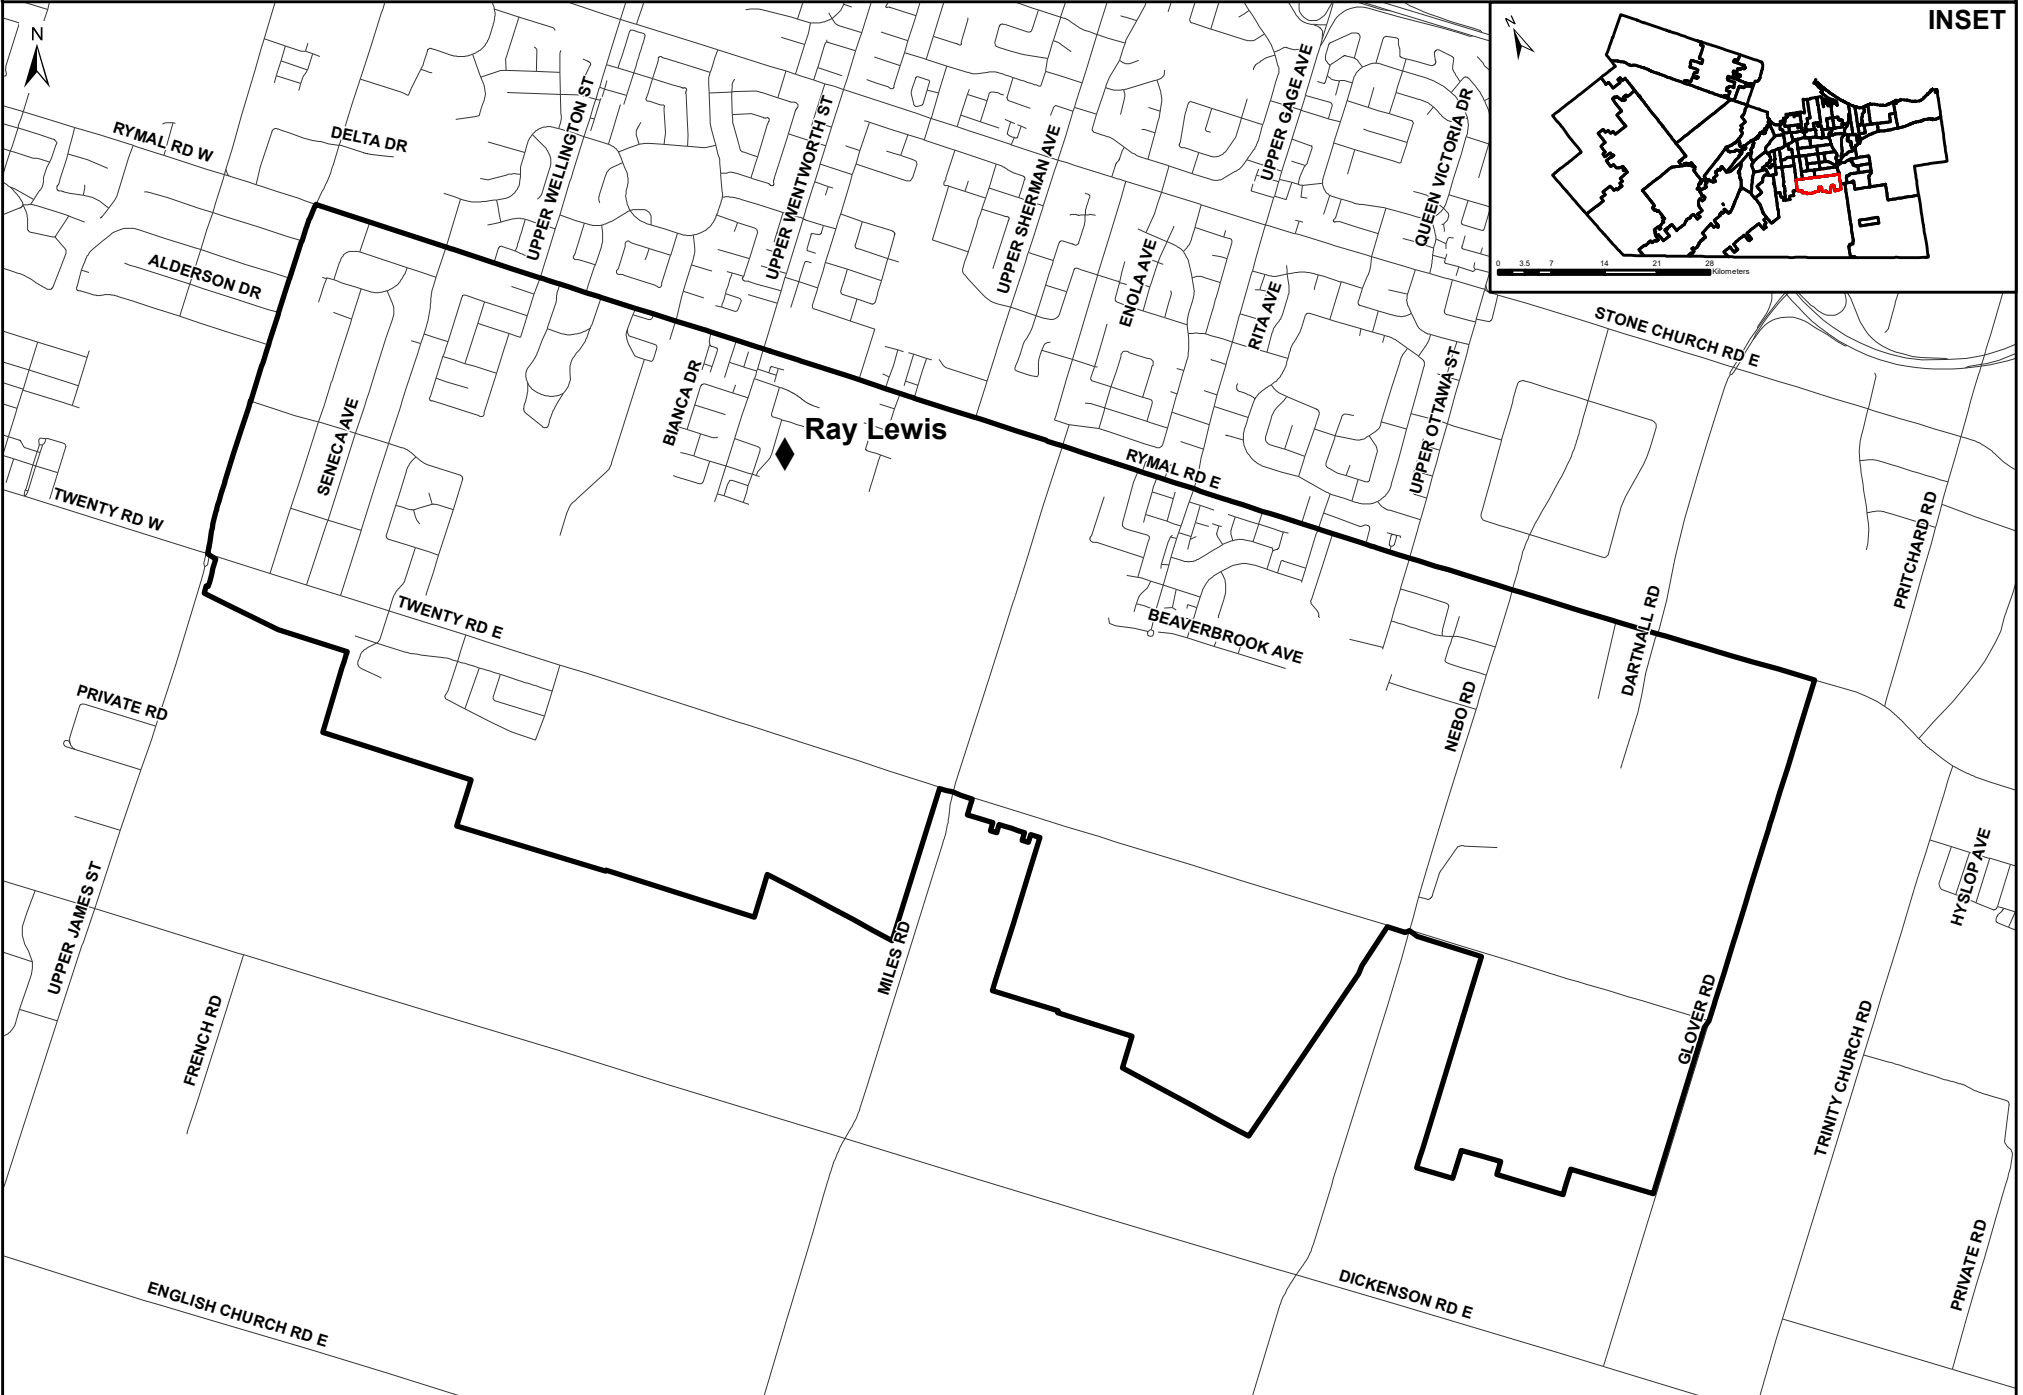 N
INSET
N
0 3.5 7 14 21 28
Kilometers
RYMAL RD W
DELTA DR
UPPER WELLINGTON ST
UPPER WENTWORTH ST
UPPER SHERMAN AVE
UPPER GAGE AVE
QUEEN VICTORIA DR
ALDERSON DR
ENOLA AVE
RITA AVE
STONE CHURCH RD E
UPPER OTTAWA ST
BIANCA DR
SENECA AVE
Ray Lewis
RYMAL RD E
TWENTY RD W
PRITCHARD RD
TWENTY RD E
BEAVERBROOK AVE
DARTNALL RD
PRIVATE RD
NEBO RD
HYSLOP AVE
UPPER JAMES ST
MILES RD
FRENCH RD
GLOVER RD
TRINITY CHURCH RD
PRIVATE RD
DICKENSON RD E
ENGLISH CHURCH RD E